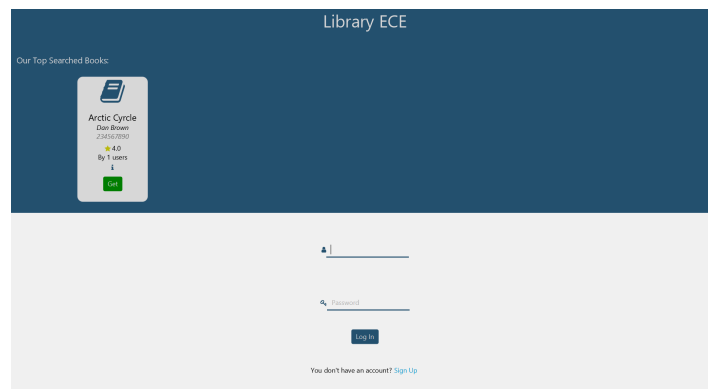 Library ECE
Our Top Searched Books:
Arctic Cyrcle
Dan Brown
234567890
4.0
By 1 users
Get
Password
Log In
You don't have an account? Sign Up